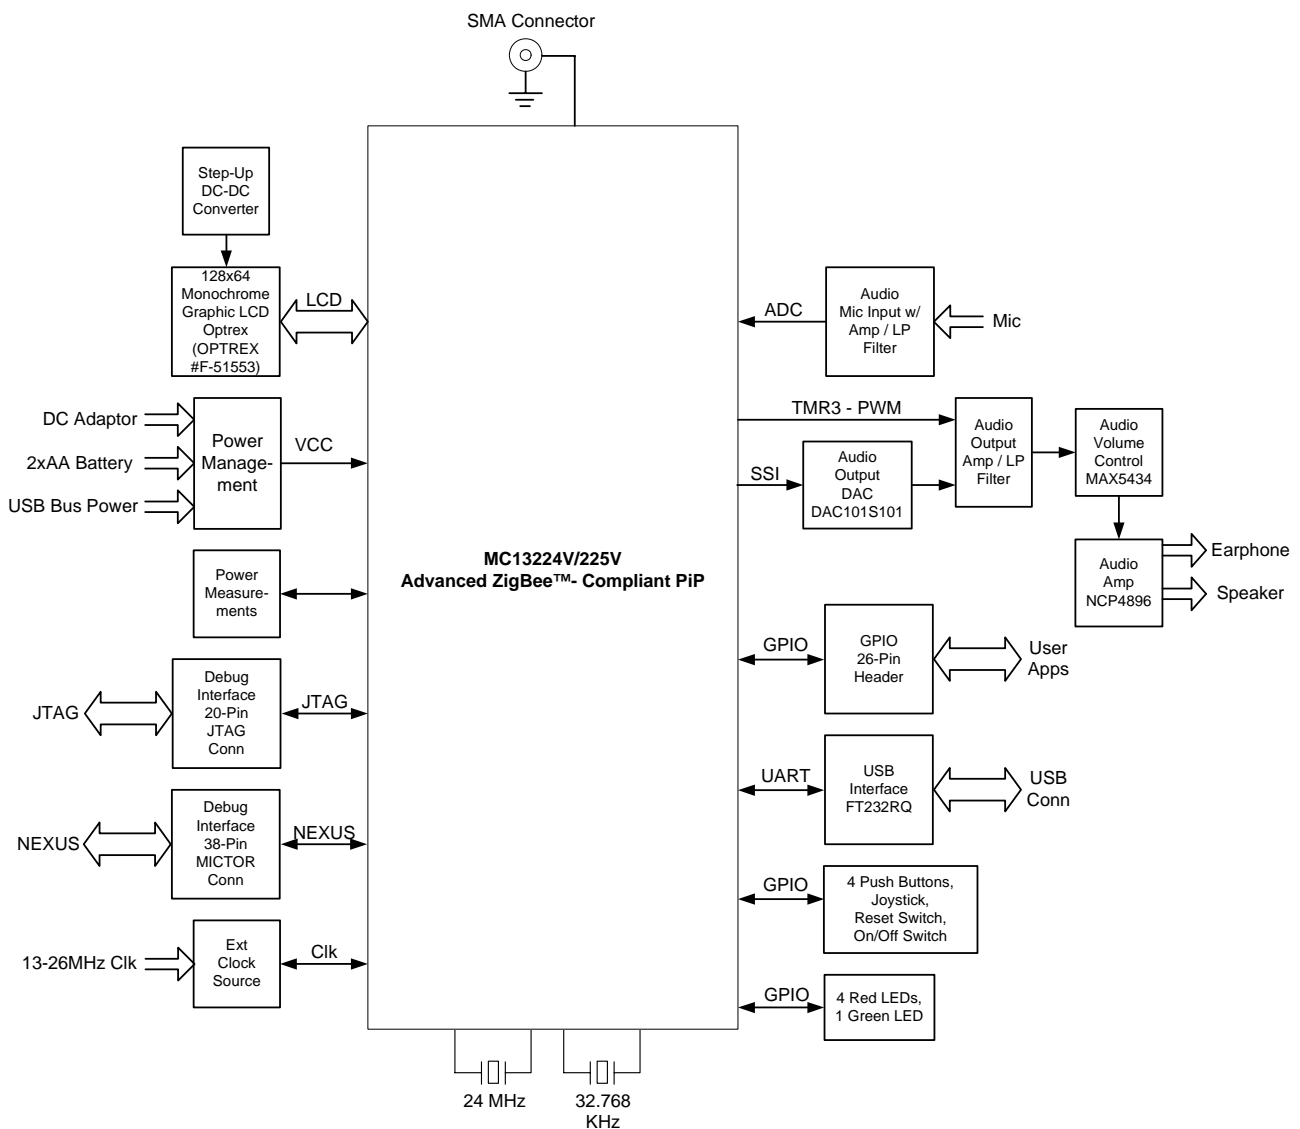 SMA Connector
Step-Up
DC-DC
Converter
128x64
Monochrome
Graphic LCD
Optrex
(OPTREX
#F-51553)
LCD
DC Adaptor
2xAA Battery
USB Bus Power
Power
Manage-
ment
VCC
Power
Measure-
ments
JTAG
Debug
Interface
20-Pin
JTAG
Conn
JTAG
NEXUS
Debug
Interface
38-Pin
MICTOR
Conn
NEXUS
13-26MHz Clk
Ext
Clock
Source
Clk
MC13224V/225V
Advanced ZigBee™- Compliant PiP
24 MHz
32.768
KHz
ADC
Audio
Mic Input w/
Amp / LP
Filter
Mic
TMR3 - PWM
SSI
Audio
Output
DAC
DAC101S101
Audio
Output
Amp / LP
Filter
Audio
Volume
Control
MAX5434
Audio
Amp
NCP4896
Earphone
Speaker
GPIO
GPIO
26-Pin
Header
User
Apps
UART
USB
Interface
FT232RQ
USB
Conn
GPIO
4 Push Buttons,
Joystick,
Reset Switch,
On/Off Switch
GPIO
4 Red LEDs,
1 Green LED